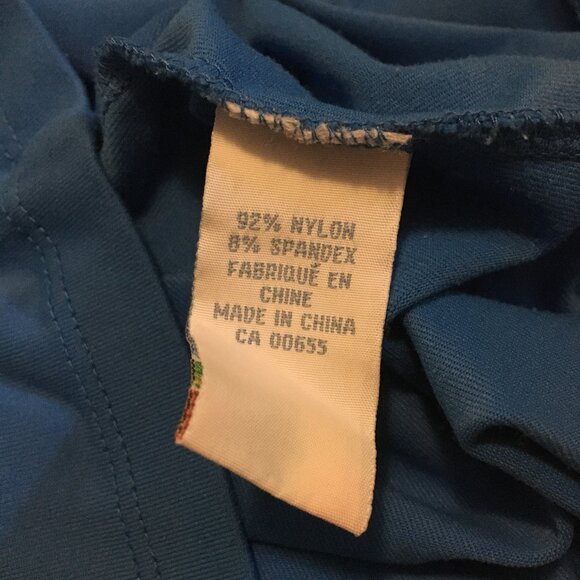 92% NYLON
8% SPANDEX
FABRIQUÉ EN
CHINE
MADE IN CHINA
CA 00655